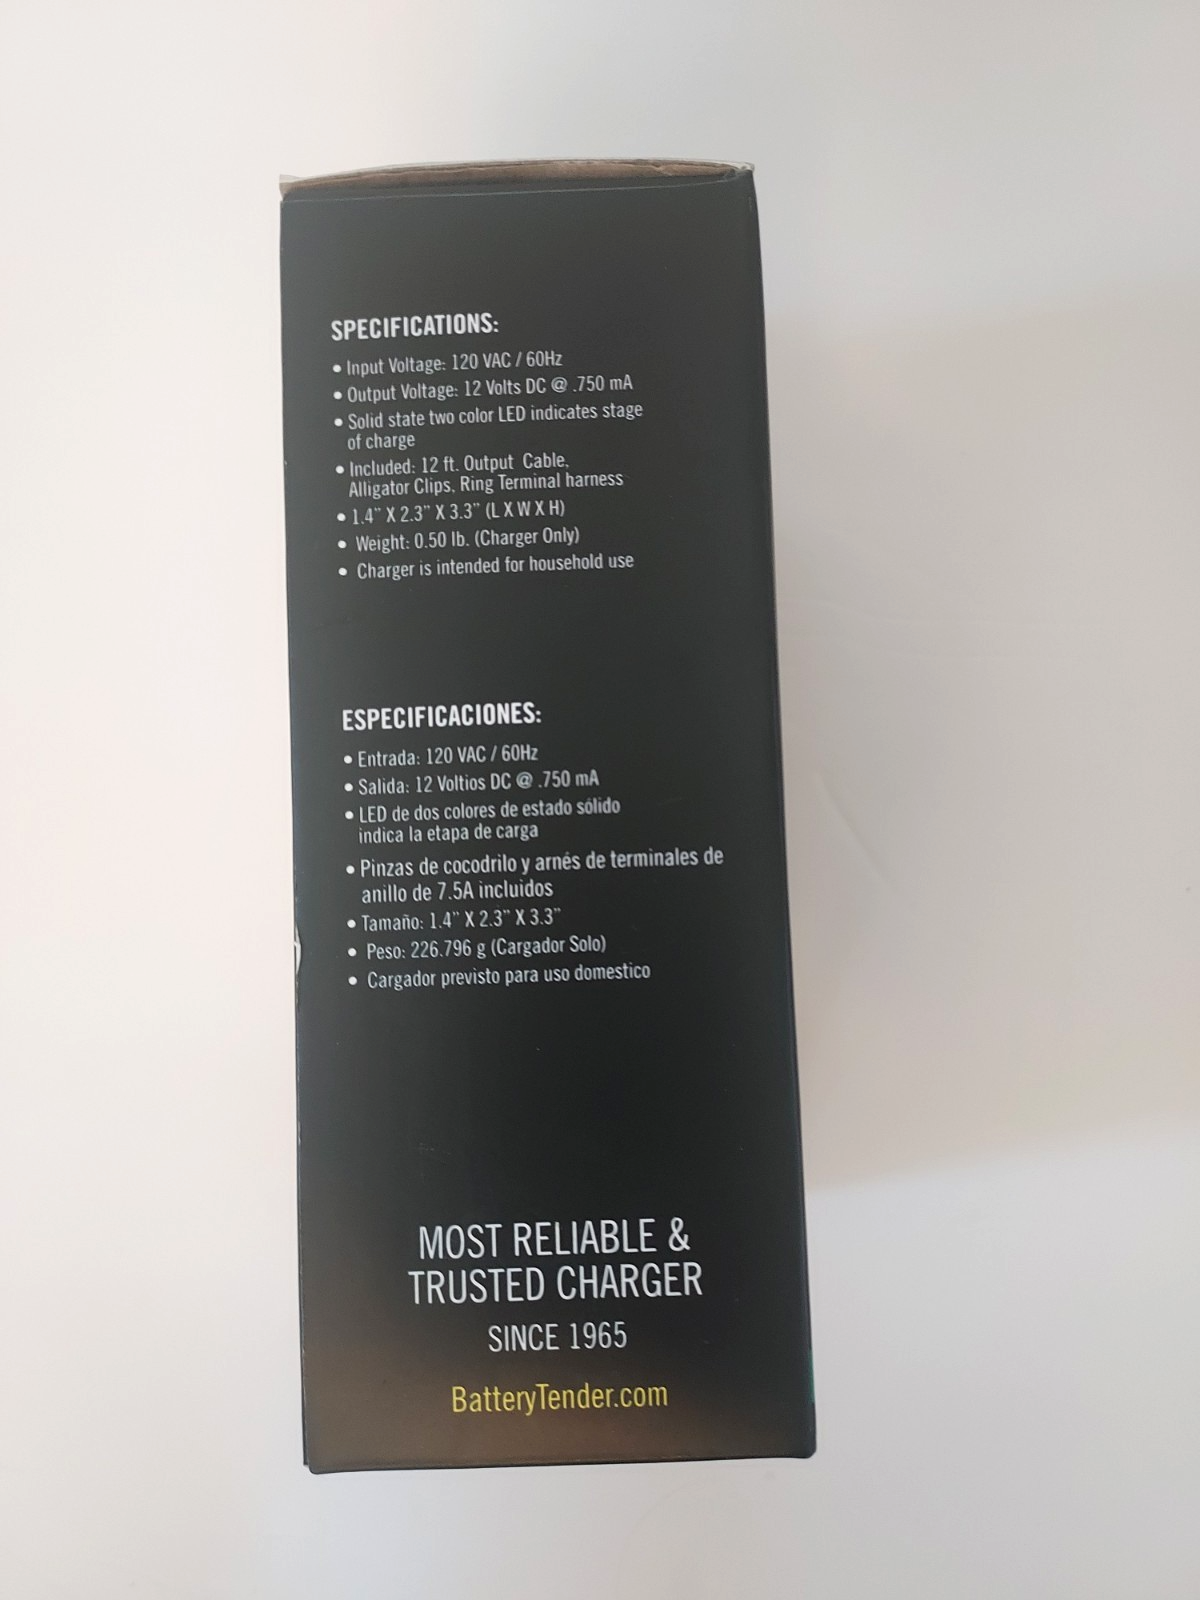 SPECIFICATIONS:
• Input Voltage: 120 VAC / 60Hz
• Output Voltage: 12 Volts DC @ .750 mA
• Solid state two color LED indicates stage
of charge
• Included: 12 ft. Output Cable,
Alligator Clips, Ring Terminal harness
• 1.4” X 2.3” X 3.3” (L X W X H)
• Weight: 0.50 lb. (Charger Only)
• Charger is intended for household use
ESPECIFICACIONES:
• Entrada: 120 VAC / 60Hz
• Salida: 12 Voltios DC @ .750 mA
• LED de dos colores de estado sólido
indica la etapa de carga
• Pinzas de cocodrilo y arnés de terminales de
anillo de 7.5A incluidos
• Tamaño: 1.4” X 2.3” X 3.3”
• Peso: 226.796 g (Cargador Solo)
• Cargador previsto para uso domestico
MOST RELIABLE &
TRUSTED CHARGER
SINCE 1965
BatteryTender.com